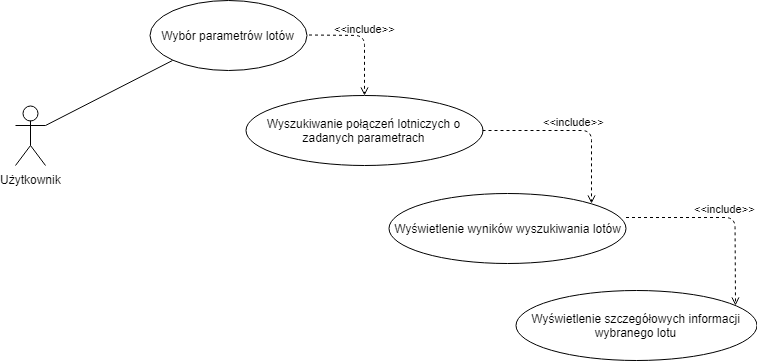 Wybór parametrów lotów
<<include>>
Wyszukiwanie połączeń lotniczych o
zadanych parametrach
<<include>>
Użytkownik
Wyświetlenie wyników wyszukiwania lotów
<<include>>
Wyświetlenie szczegółowych informacji
wybranego lotu